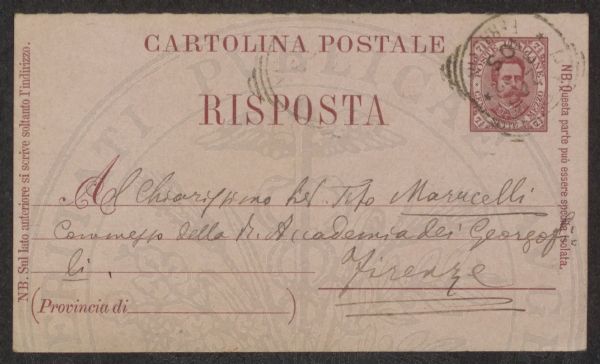 CARTOLINA POSTALE
RISPOSTA
Al Chiarissimo Sig. Tito Marucelli
Commesso della R. Accademia dei Georgofi
li.
Firenze
(Provincia di
NB. Sul lato anteriore si scrive soltanto l'indirizzo.
NB. Questa parte può essere spedita isolata.